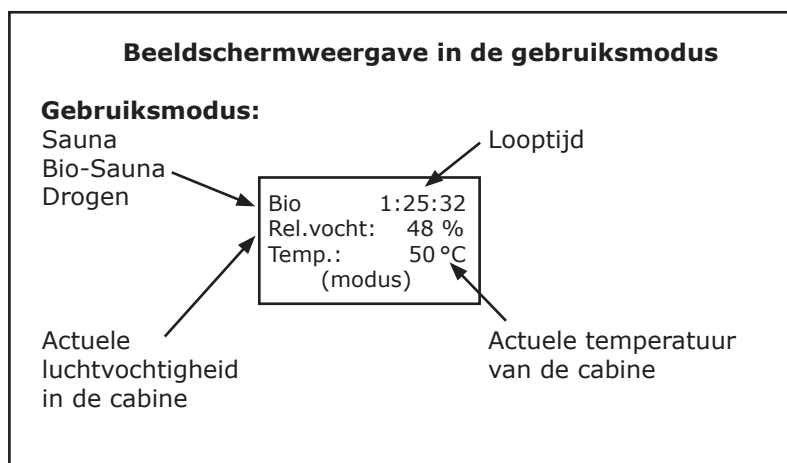 Beeldschermweergave in de gebruiksmodus
Gebruiksmodus:
Sauna
Bio-Sauna
Drogen
Looptijd
Bio 1:25:32
Rel.vocht: 48 %
Temp.: 50 °C
(modus)
Actuele
luchtvochtigheid
in de cabine
Actuele temperatuur
van de cabine